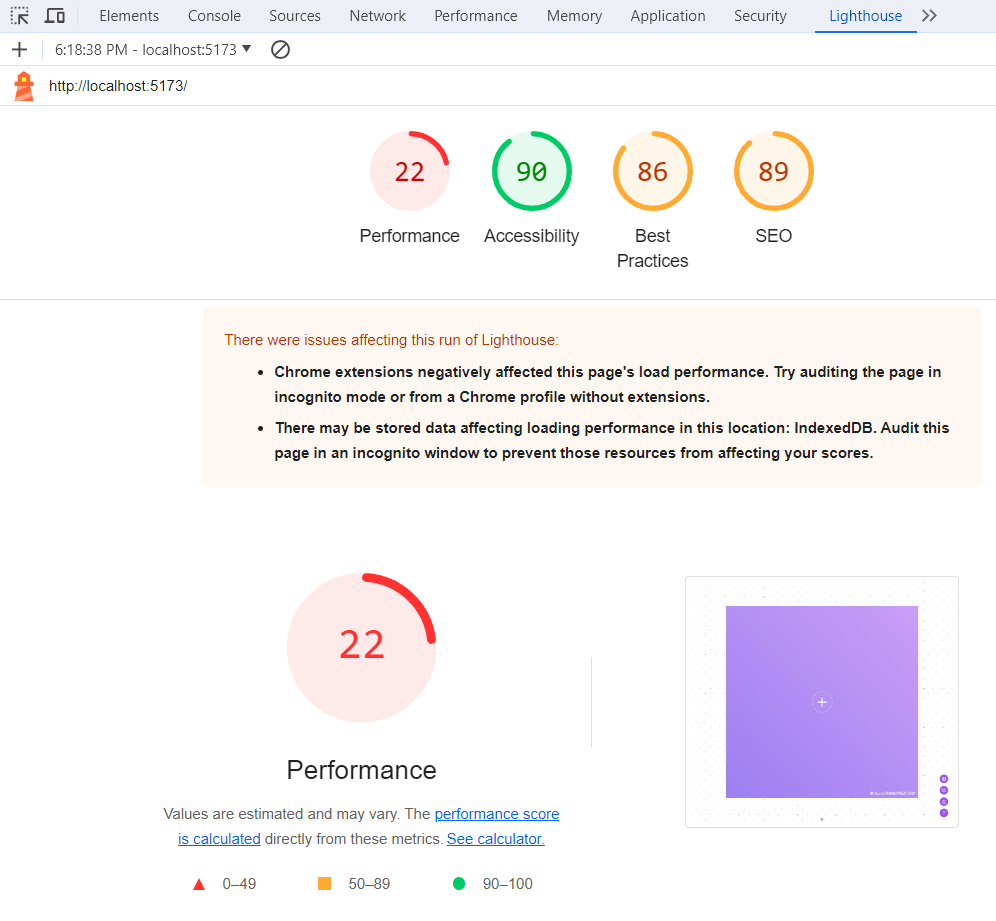 Elements Console Sources Network Performance Memory Application Security Lighthouse
6:18:38 PM - localhost:5173
http://localhost:5173/
22 90 86 89
Performance Accessibility Best Practices SEO
There were issues affecting this run of Lighthouse:
Chrome extensions negatively affected this page's load performance. Try auditing the page in
incognito mode or from a Chrome profile without extensions.
There may be stored data affecting loading performance in this location: IndexedDB. Audit this
page in an incognito window to prevent those resources from affecting your scores.
22
Performance
Values are estimated and may vary. The performance score
is calculated directly from these metrics. See calculator.
0–49 50–89 90–100